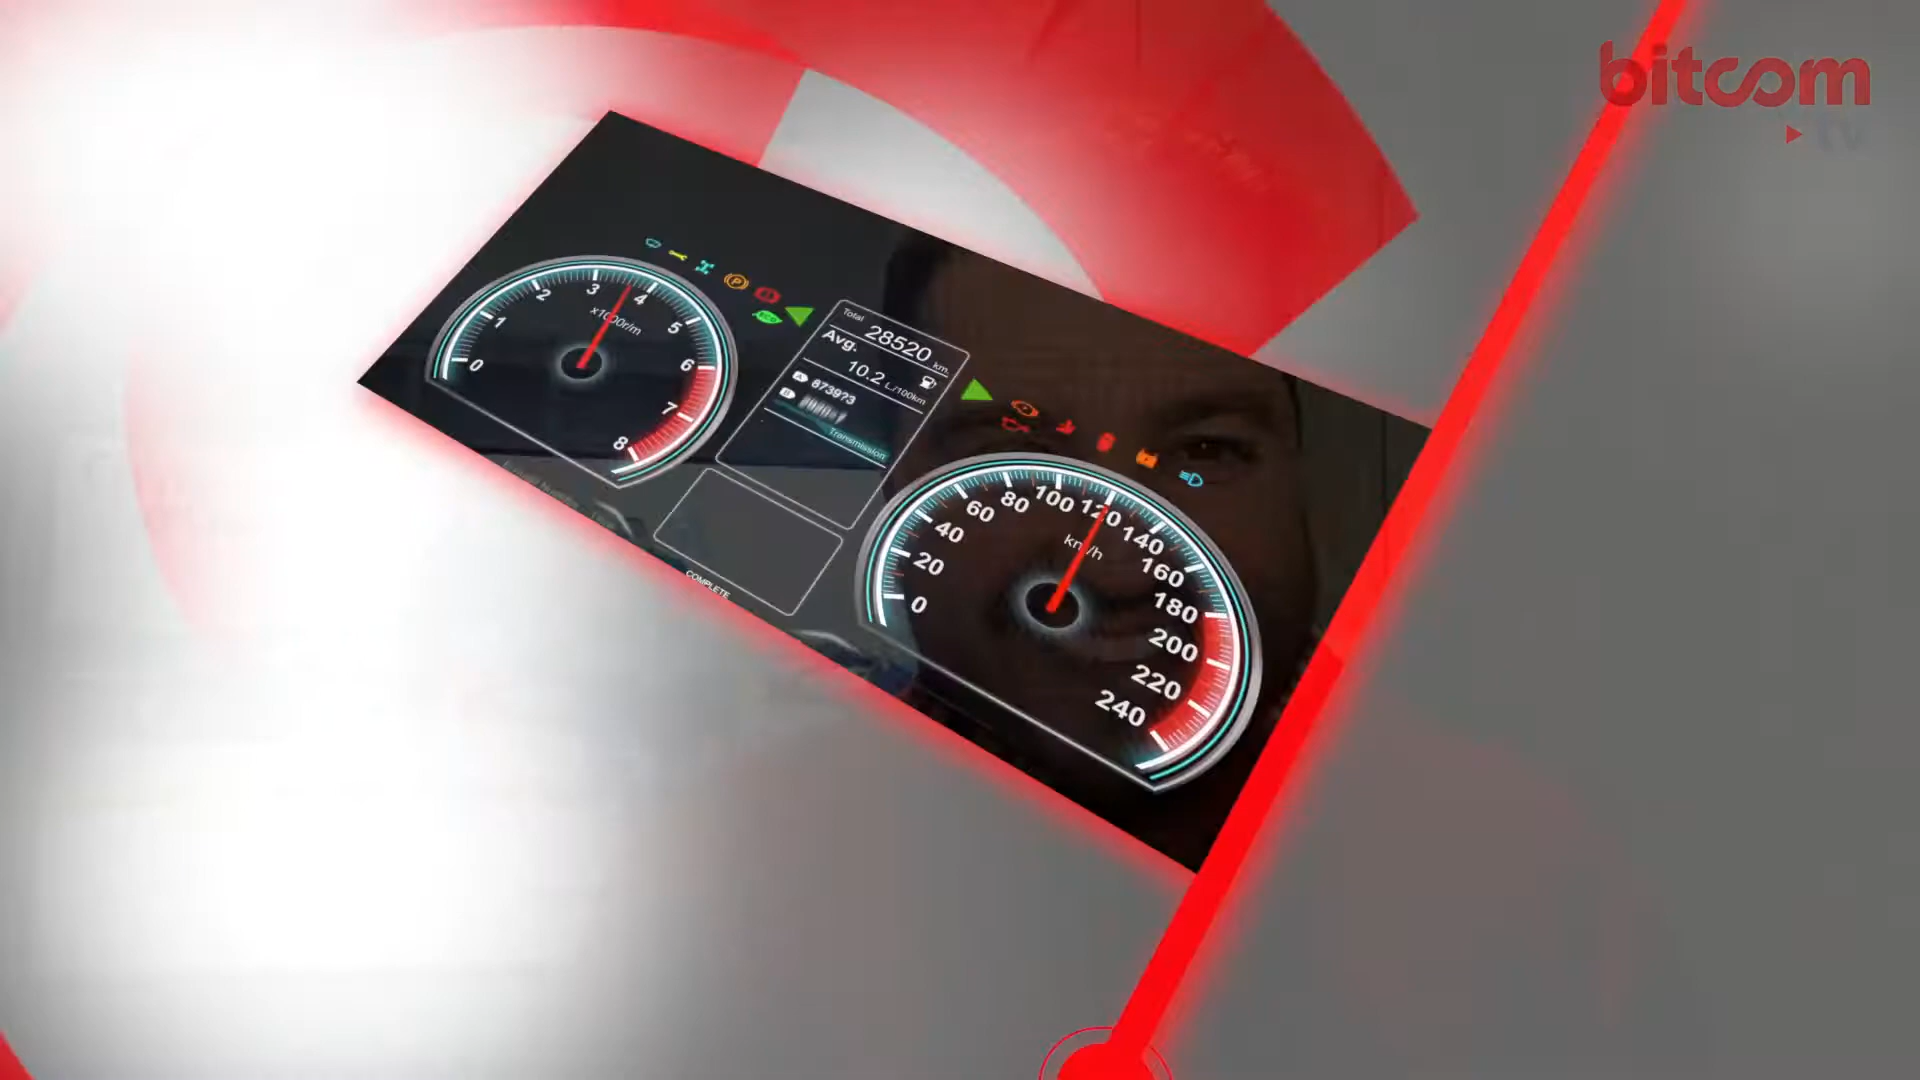 bitcom
tv
0
1
2
3
4
5
6
7
8
x1000r/m
P
ECO
Total
28520 km.
Avg.
10.2 L./100km
A 873973
B
Transmission
COMPLETE
0
20
40
60
80
100
120
140
160
180
200
220
240
km/h